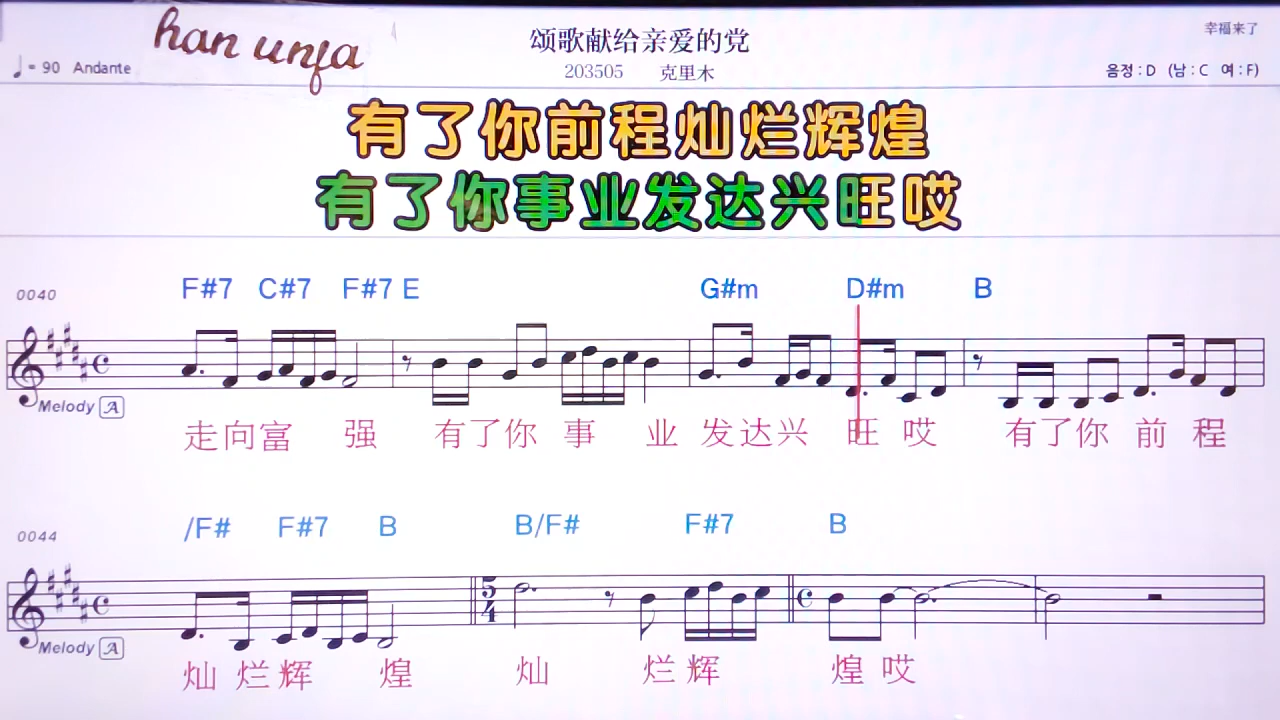 han unfa
颂歌献给亲爱的党
幸福来了
♩= 90 Andante
203505 克里木
음정 : D (남 : C 여 : F)
有了你前程灿烂辉煌
有了你事业发达兴旺哎
0040
F#7 C#7 F#7 E G#m D#m B
Melody A
走向富 强 有了你 事 业 发达兴 旺 哎 有了你 前 程
0044
/F# F#7 B B/F# F#7 B
5
4
Melody A
灿 烂辉 煌 灿 烂辉 煌哎